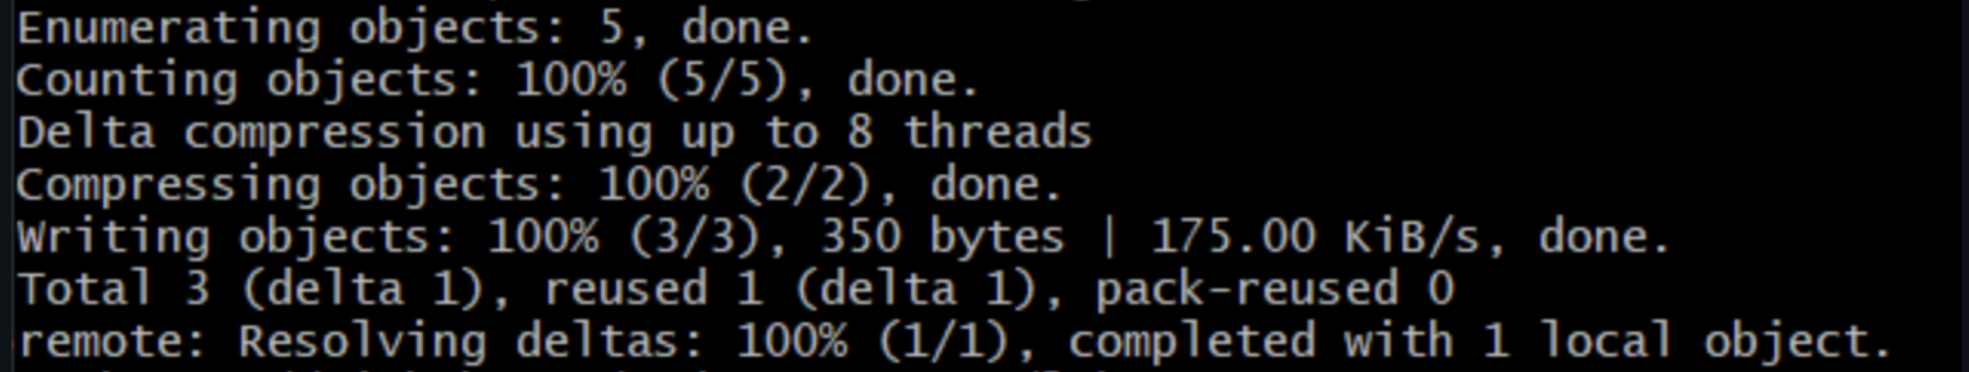 Enumerating objects: 5, done.
Counting objects: 100% (5/5), done.
Delta compression using up to 8 threads
Compressing objects: 100% (2/2), done.
Writing objects: 100% (3/3), 350 bytes | 175.00 KiB/s, done.
Total 3 (delta 1), reused 1 (delta 1), pack-reused 0
remote: Resolving deltas: 100% (1/1), completed with 1 local object.